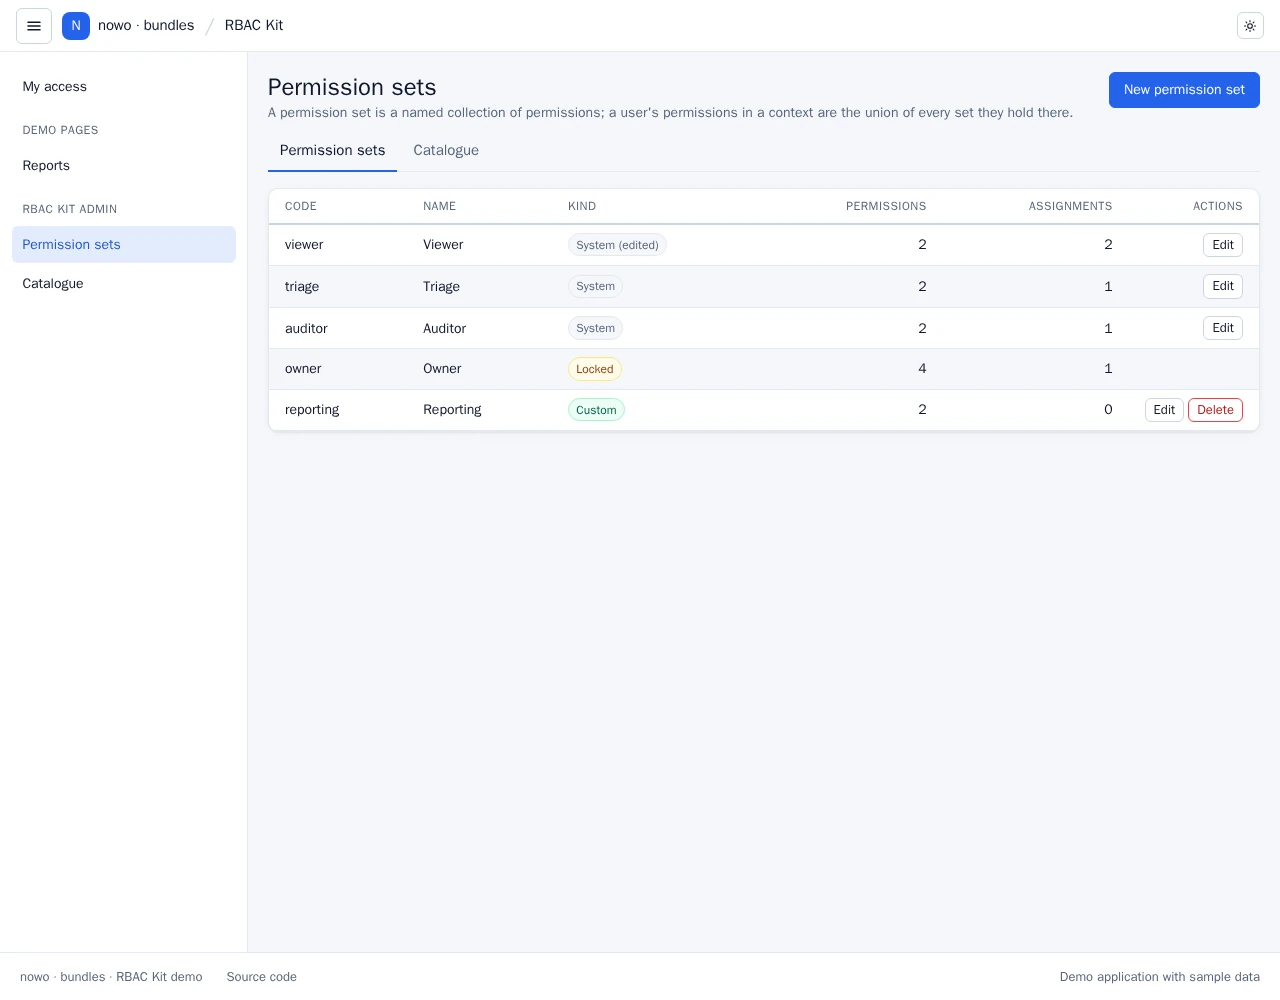 N nowo · bundles / RBAC Kit
My access
DEMO PAGES
Reports
RBAC KIT ADMIN
Permission sets
Catalogue
Permission sets
New permission set
A permission set is a named collection of permissions; a user's permissions in a context are the union of every set they hold there.
Permission sets Catalogue
CODE NAME KIND PERMISSIONS ASSIGNMENTS ACTIONS
viewer Viewer System (edited) 2 2 Edit
triage Triage System 2 1 Edit
auditor Auditor System 2 1 Edit
owner Owner Locked 4 1
reporting Reporting Custom 2 0 Edit Delete
nowo · bundles · RBAC Kit demo Source code Demo application with sample data